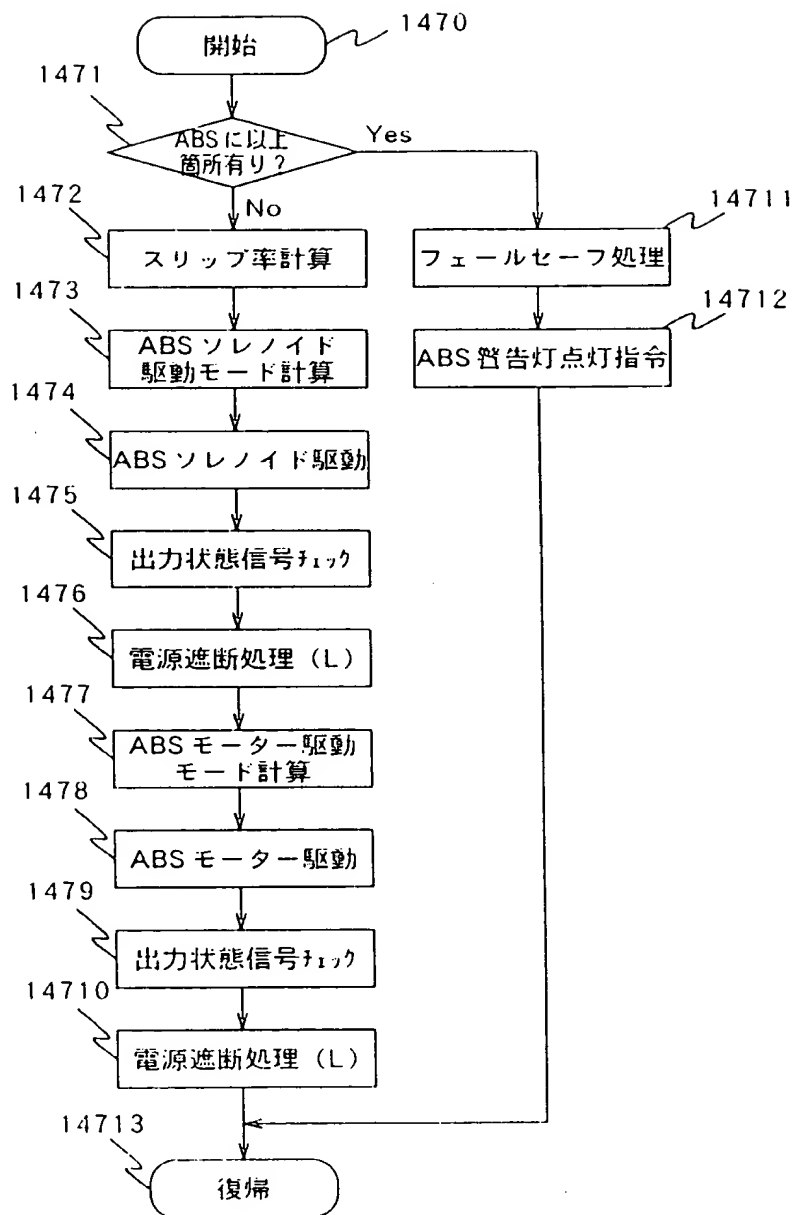 開始
1470
1471
ABSに以上
箇所有り？
Yes
No
1472
スリップ率計算
14711
フェールセーフ処理
1473
ABSソレノイド
駆動モード計算
14712
ABS警告灯点灯指令
1474
ABSソレノイド駆動
1475
出力状態信号チェック
1476
電源遮断処理（L）
1477
ABSモーター駆動
モード計算
1478
ABSモーター駆動
1479
出力状態信号チェック
14710
電源遮断処理（L）
14713
復帰